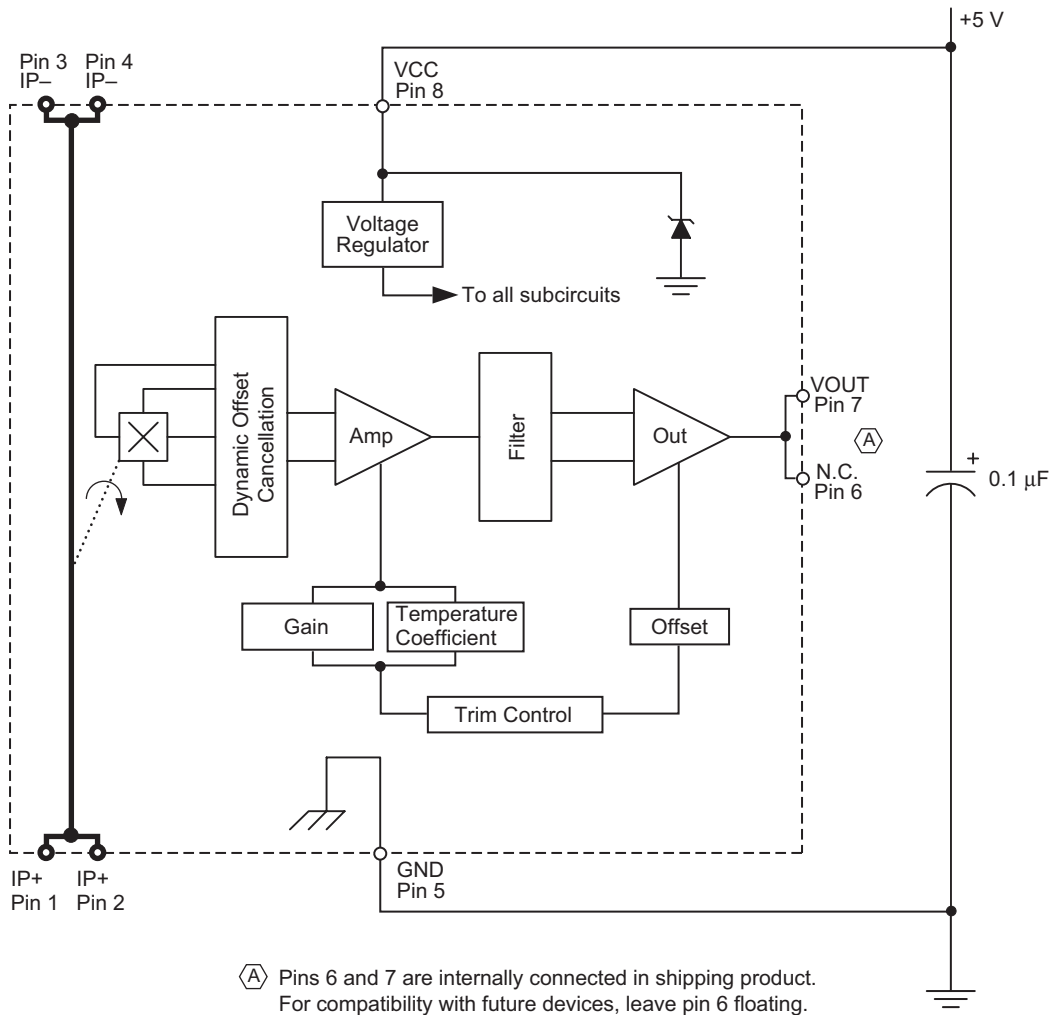 +5 V
Pin 3 Pin 4
IP– IP–
VCC
Pin 8
Voltage
Regulator
To all subcircuits
Dynamic Offset
Cancellation
Amp
Filter
Out
VOUT
Pin 7
A
N.C.
Pin 6
+
0.1 µF
Gain
Temperature
Coefficient
Offset
Trim Control
IP+ IP+
Pin 1 Pin 2
GND
Pin 5
A Pins 6 and 7 are internally connected in shipping product.
For compatibility with future devices, leave pin 6 floating.